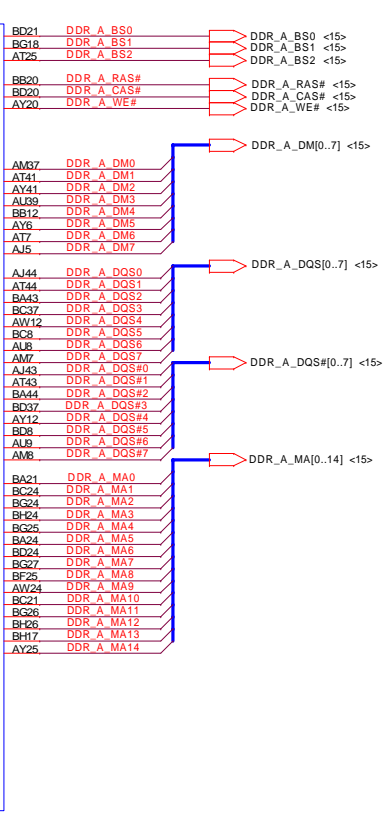 BD21 DDR_A_BS0 DDR_A_BS0 <15>
BG18 DDR_A_BS1 DDR_A_BS1 <15>
AT25 DDR_A_BS2 DDR_A_BS2 <15>
BB20 DDR_A_RAS# DDR_A_RAS# <15>
BD20 DDR_A_CAS# DDR_A_CAS# <15>
AY20 DDR_A_WE# DDR_A_WE# <15>
DDR_A_DM[0..7] <15>
AM37 DDR_A_DM0
AT41 DDR_A_DM1
AY41 DDR_A_DM2
AU39 DDR_A_DM3
BB12 DDR_A_DM4
AY6 DDR_A_DM5
AT7 DDR_A_DM6
AJ5 DDR_A_DM7
DDR_A_DQS[0..7] <15>
AJ44 DDR_A_DQS0
AT44 DDR_A_DQS1
BA43 DDR_A_DQS2
BC37 DDR_A_DQS3
AW12 DDR_A_DQS4
BC8 DDR_A_DQS5
AU8 DDR_A_DQS6
AM7 DDR_A_DQS7
DDR_A_DQS#[0..7] <15>
AJ43 DDR_A_DQS#0
AT43 DDR_A_DQS#1
BA44 DDR_A_DQS#2
BD37 DDR_A_DQS#3
AY12 DDR_A_DQS#4
BD8 DDR_A_DQS#5
AU9 DDR_A_DQS#6
AM8 DDR_A_DQS#7
DDR_A_MA[0..14] <15>
BA21 DDR_A_MA0
BC24 DDR_A_MA1
BG24 DDR_A_MA2
BH24 DDR_A_MA3
BG25 DDR_A_MA4
BA24 DDR_A_MA5
BD24 DDR_A_MA6
BG27 DDR_A_MA7
BF25 DDR_A_MA8
AW24 DDR_A_MA9
BC21 DDR_A_MA10
BG26 DDR_A_MA11
BH26 DDR_A_MA12
BH17 DDR_A_MA13
AY25 DDR_A_MA14